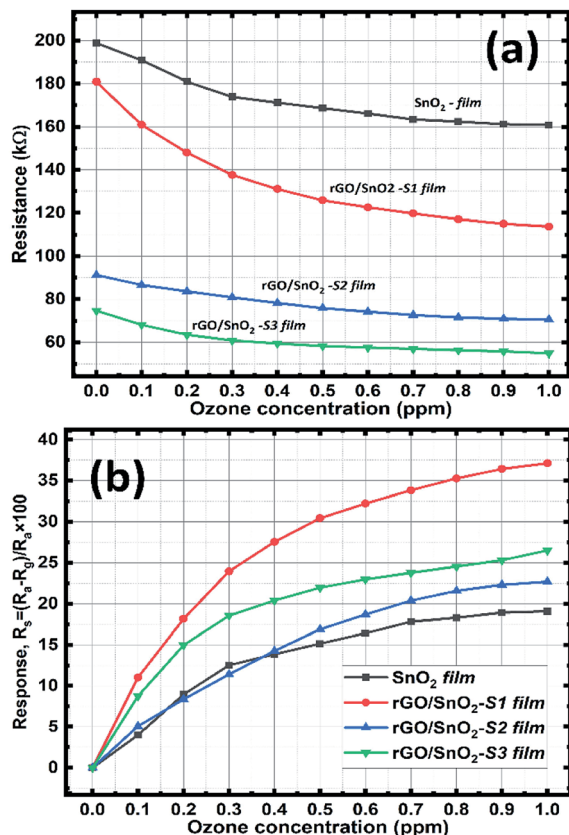 (a)
200
180
160
140
120
100
80
60
Resistance (kΩ)
SnO₂ - film
rGO/SnO2 -S1 film
rGO/SnO₂ -S2 film
rGO/SnO₂ -S3 film
0.0 0.1 0.2 0.3 0.4 0.5 0.6 0.7 0.8 0.9 1.0
Ozone concentration (ppm)
(b)
40
35
30
25
20
15
10
5
0
Response, Rₛ=(Rₐ-R_g)/Rₐ×100
SnO₂ film
rGO/SnO₂-S1 film
rGO/SnO₂-S2 film
rGO/SnO₂-S3 film
0.0 0.1 0.2 0.3 0.4 0.5 0.6 0.7 0.8 0.9 1.0
Ozone concentration (ppm)